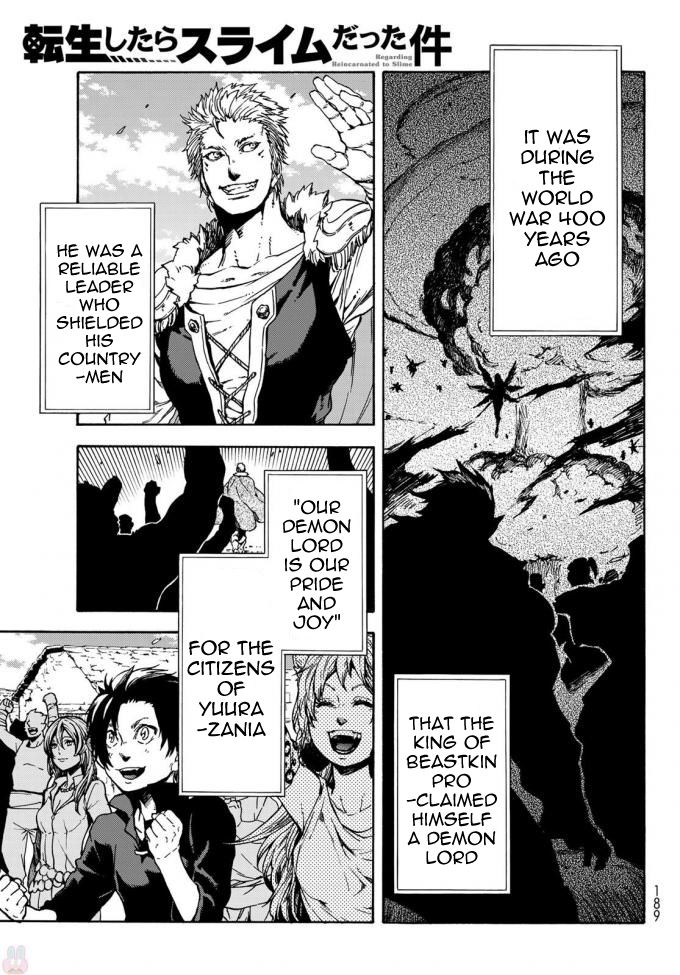 転生したらスライムだった件
Regarding
Reincarnated to Slime
IT WAS
DURING
THE
WORLD
WAR 400
YEARS
AGO
THAT THE
KING OF
BEASTKIN
PRO
-CLAIMED
HIMSELF
A DEMON
LORD
HE WAS A
RELIABLE
LEADER
WHO
SHIELDED
HIS
COUNTRY
-MEN
"OUR
DEMON
LORD
IS OUR
PRIDE
AND
JOY"
FOR THE
CITIZENS
OF
YUURA
-ZANIA
189